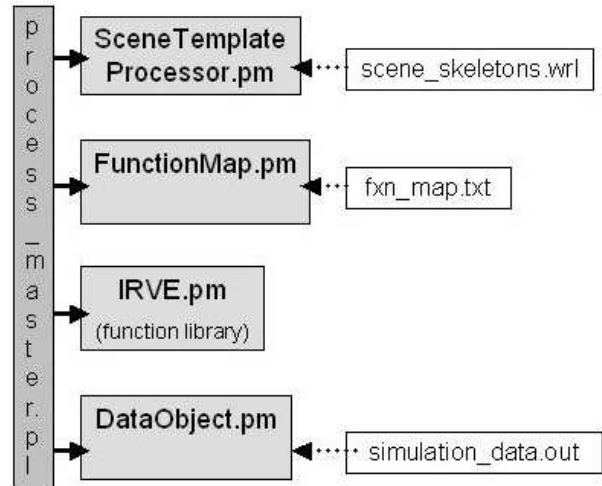 process_master.pl
SceneTemplate
Processor.pm
scene_skeletons.wrl
FunctionMap.pm
fxn_map.txt
IRVE.pm
(function library)
DataObject.pm
simulation_data.out